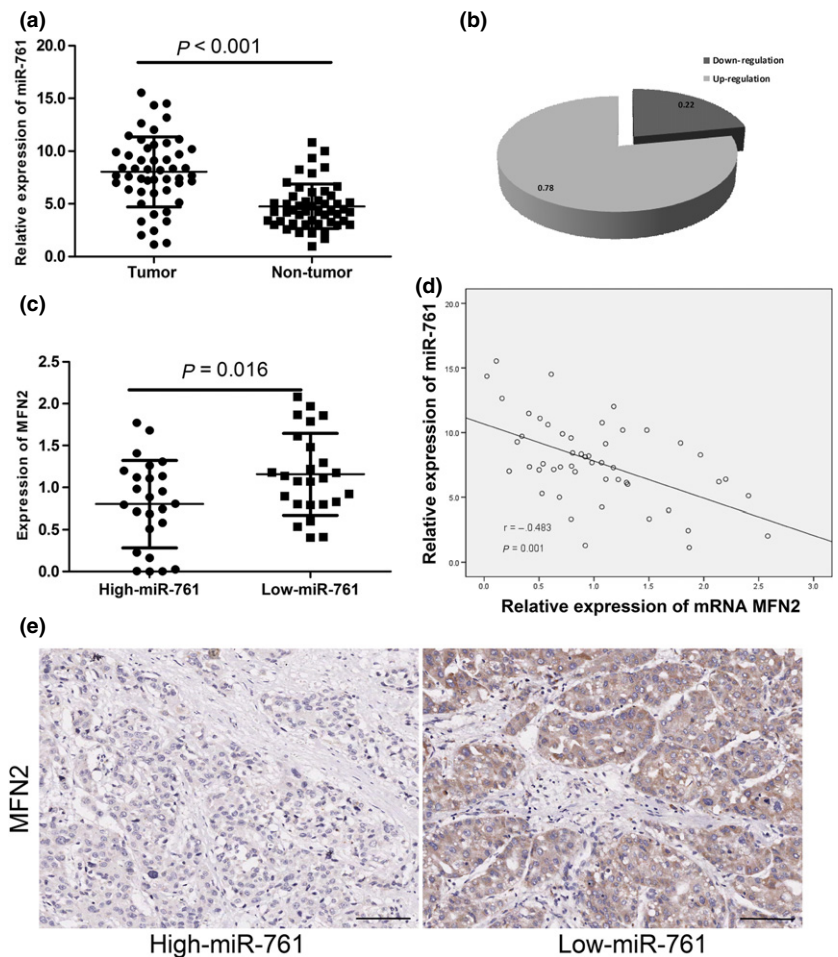 (a)
Relative expression of miR-761
20.0
15.0
10.0
5.0
0.0
P < 0.001
Tumor
Non-tumor
(b)
Down-regulation
Up-regulation
0.22
0.78
(c)
Expression of MFN2
2.5
2.0
1.5
1.0
0.5
0.0
P = 0.016
High-miR-761
Low-miR-761
(d)
Relative expression of miR-761
20.0
15.0
10.0
5.0
0.0
r = –.0.483
P = 0.001
0.0
0.5
1.0
1.5
2.0
2.5
3.0
Relative expression of mRNA MFN2
(e)
MFN2
High-miR-761
Low-miR-761